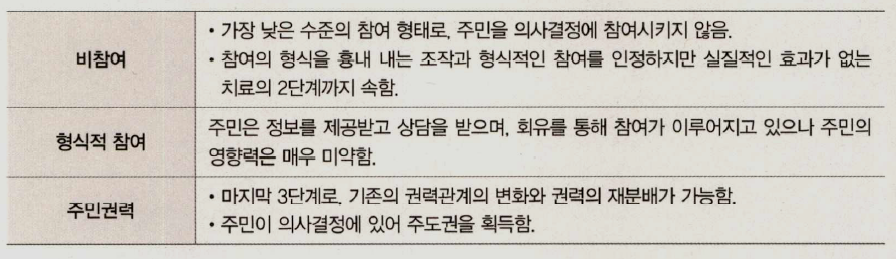 비참여
• 가장 낮은 수준의 참여 형태로, 주민을 의사결정에 참여시키지 않음.
• 참여의 형식을 흉내 내는 조작과 형식적인 참여를 인정하지만 실질적인 효과가 없는
치료의 2단계까지 속함.
형식적 참여
주민은 정보를 제공받고 상담을 받으며, 회유를 통해 참여가 이루어지고 있으나 주민의
영향력은 매우 미약함.
주민권력
• 마지막 3단계로, 기존의 권력관계의 변화와 권력의 재분배가 가능함.
• 주민이 의사결정에 있어 주도권을 획득함.